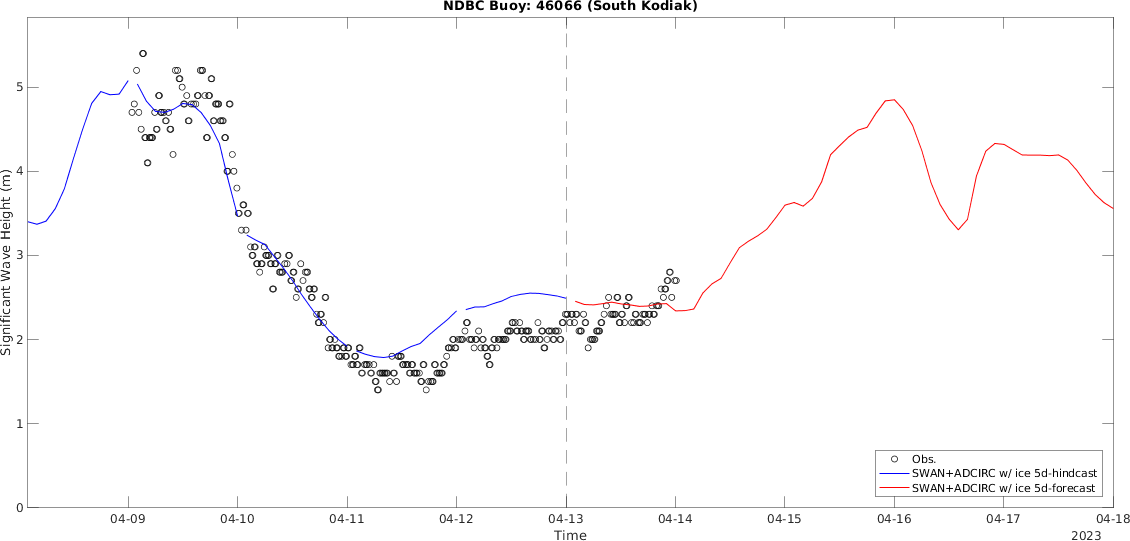 NDBC Buoy: 46066 (South Kodiak)
Significant Wave Height (m)
5
4
3
2
1
0
Obs.
SWAN+ADCIRC w/ ice 5d-hindcast
SWAN+ADCIRC w/ ice 5d-forecast
04-09 04-10 04-11 04-12 04-13 04-14 04-15 04-16 04-17 04-18
Time
2023